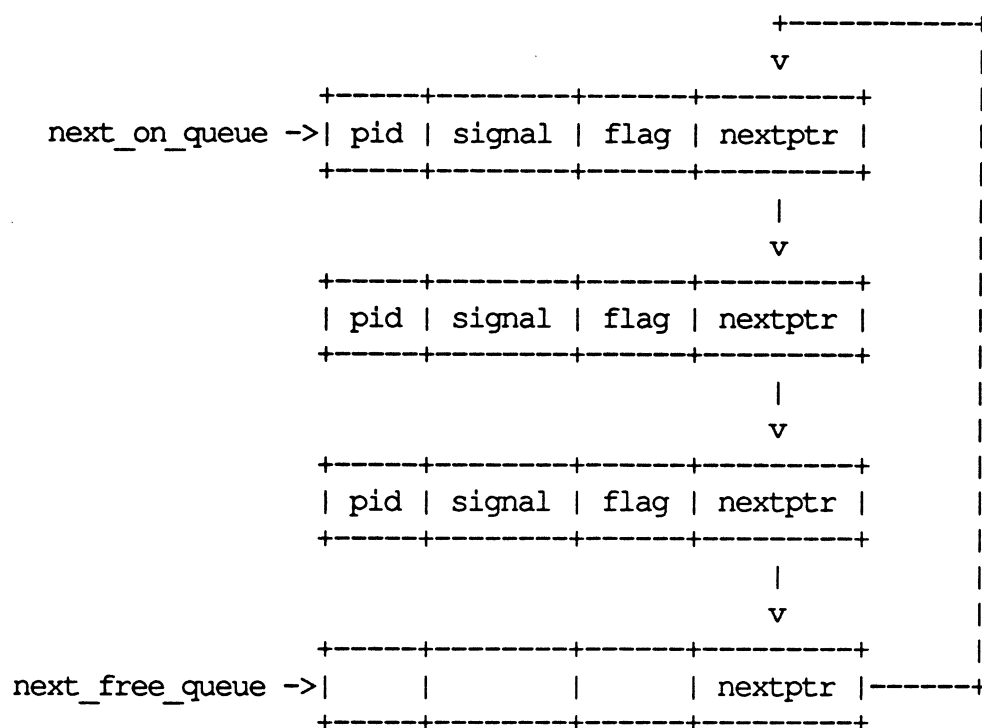 +-------------+
v |
+-----+---------+------+---------+ |
next_on_queue ->| pid | signal | flag | nextptr | |
+-----+---------+------+---------+ |
| |
v |
+-----+---------+------+---------+ |
| pid | signal | flag | nextptr | |
+-----+---------+------+---------+ |
| |
v |
+-----+---------+------+---------+ |
| pid | signal | flag | nextptr | |
+-----+---------+------+---------+ |
| |
v |
+-----+---------+------+---------+ |
next_free_queue ->| | | | nextptr |------+
+-----+---------+------+---------+